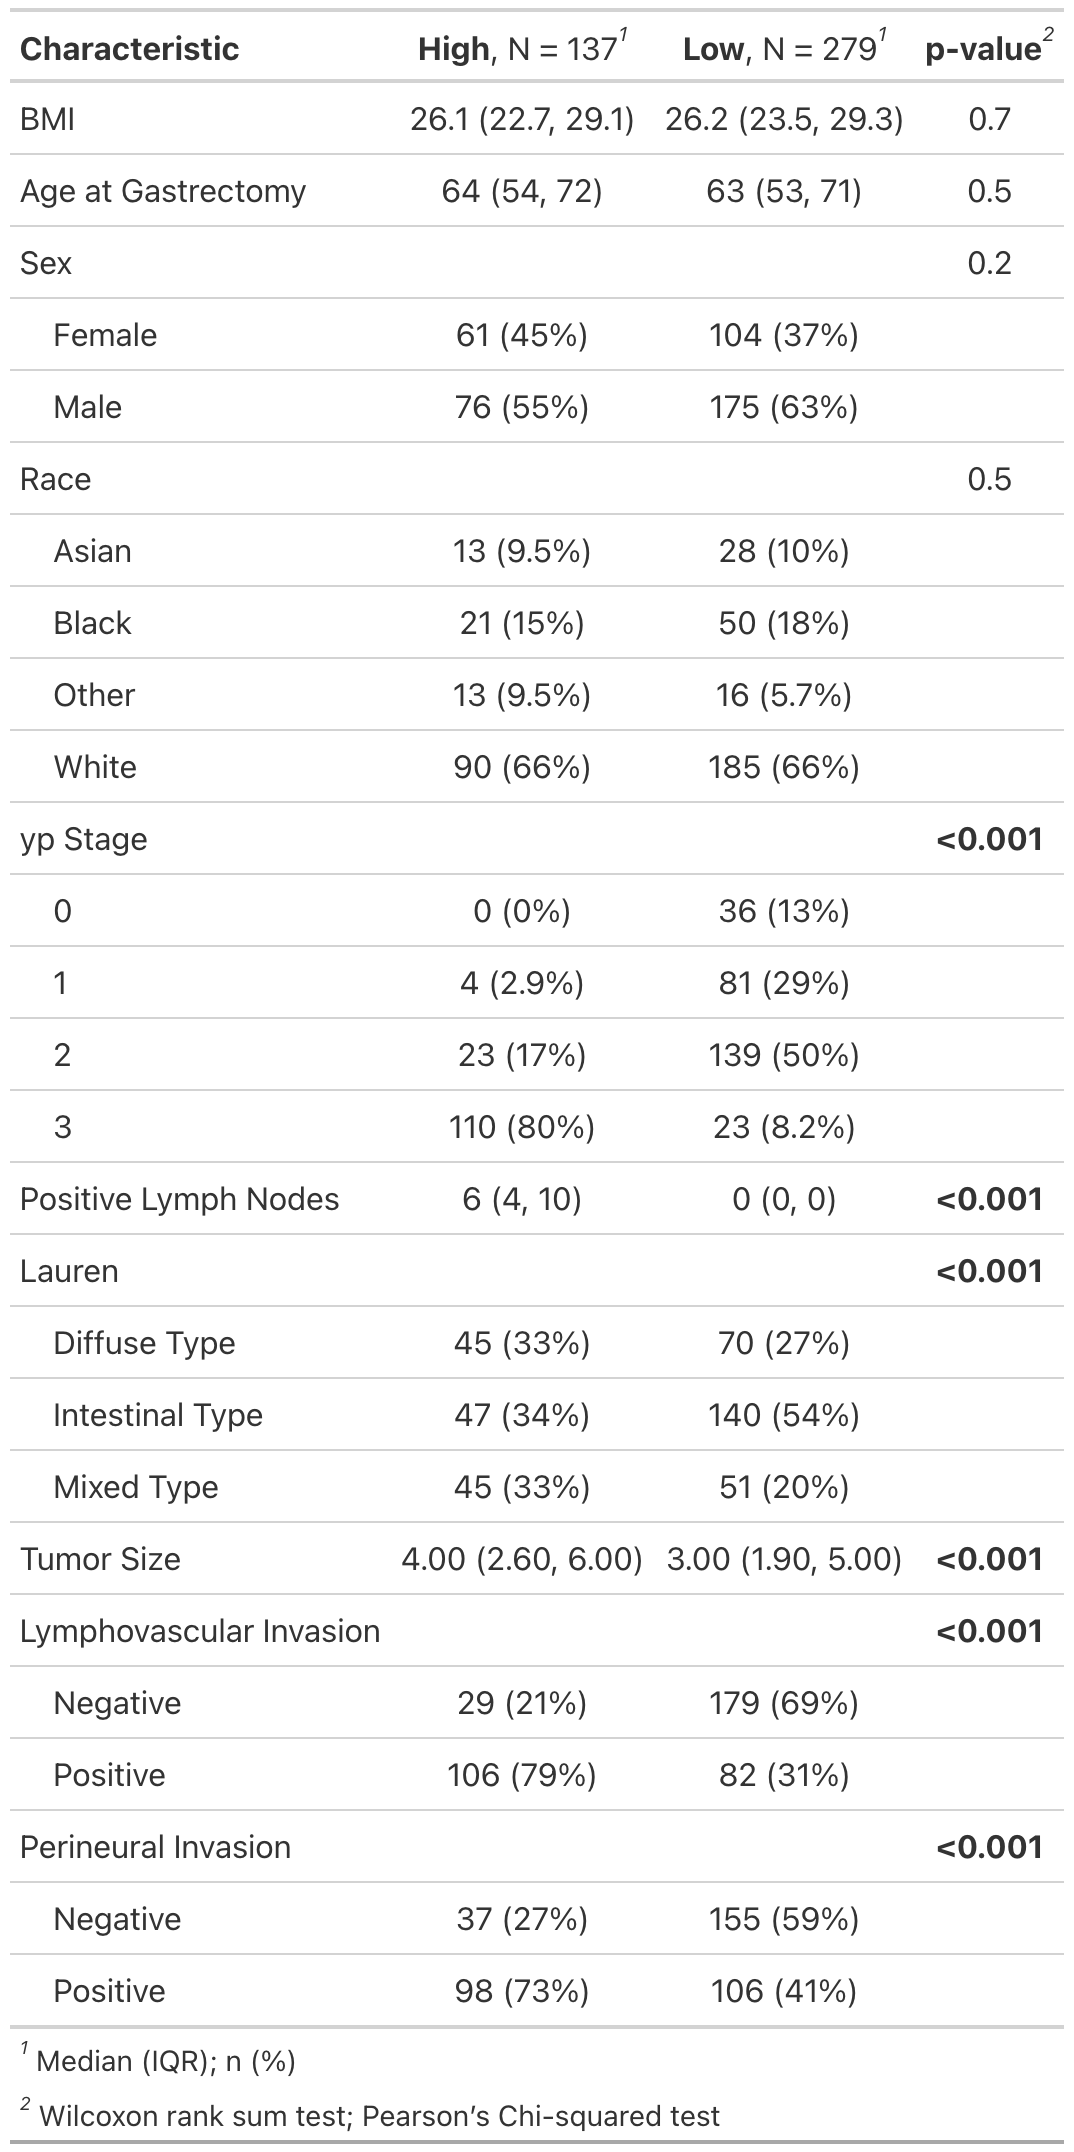 Characteristic High, N = 137¹ Low, N = 279¹ p-value²
BMI 26.1 (22.7, 29.1) 26.2 (23.5, 29.3) 0.7
Age at Gastrectomy 64 (54, 72) 63 (53, 71) 0.5
Sex 0.2
Female 61 (45%) 104 (37%)
Male 76 (55%) 175 (63%)
Race 0.5
Asian 13 (9.5%) 28 (10%)
Black 21 (15%) 50 (18%)
Other 13 (9.5%) 16 (5.7%)
White 90 (66%) 185 (66%)
yp Stage <0.001
0 0 (0%) 36 (13%)
1 4 (2.9%) 81 (29%)
2 23 (17%) 139 (50%)
3 110 (80%) 23 (8.2%)
Positive Lymph Nodes 6 (4, 10) 0 (0, 0) <0.001
Lauren <0.001
Diffuse Type 45 (33%) 70 (27%)
Intestinal Type 47 (34%) 140 (54%)
Mixed Type 45 (33%) 51 (20%)
Tumor Size 4.00 (2.60, 6.00) 3.00 (1.90, 5.00) <0.001
Lymphovascular Invasion <0.001
Negative 29 (21%) 179 (69%)
Positive 106 (79%) 82 (31%)
Perineural Invasion <0.001
Negative 37 (27%) 155 (59%)
Positive 98 (73%) 106 (41%)
¹ Median (IQR); n (%)
² Wilcoxon rank sum test; Pearson’s Chi-squared test